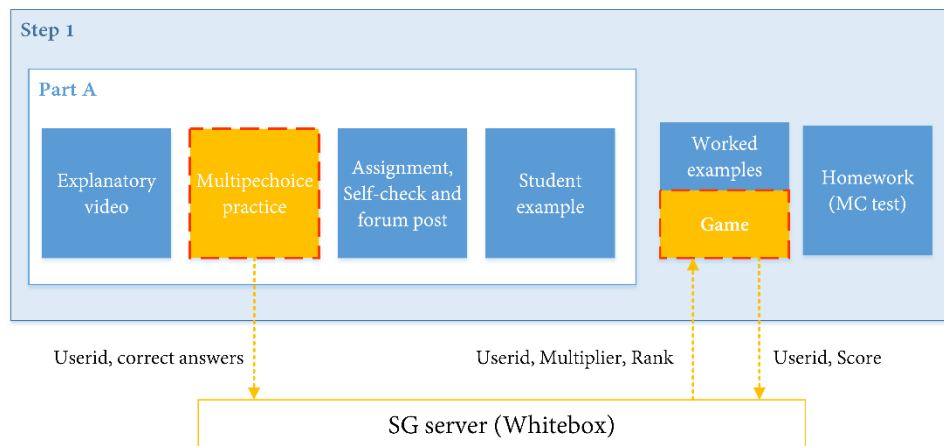 Step 1
Part A
Explanatory
video
Multipechoice
practice
Assignment,
Self-check and
forum post
Student
example
Worked
examples
Game
Homework
(MC test)
Userid, correct answers
Userid, Multiplier, Rank
Userid, Score
SG server (Whitebox)